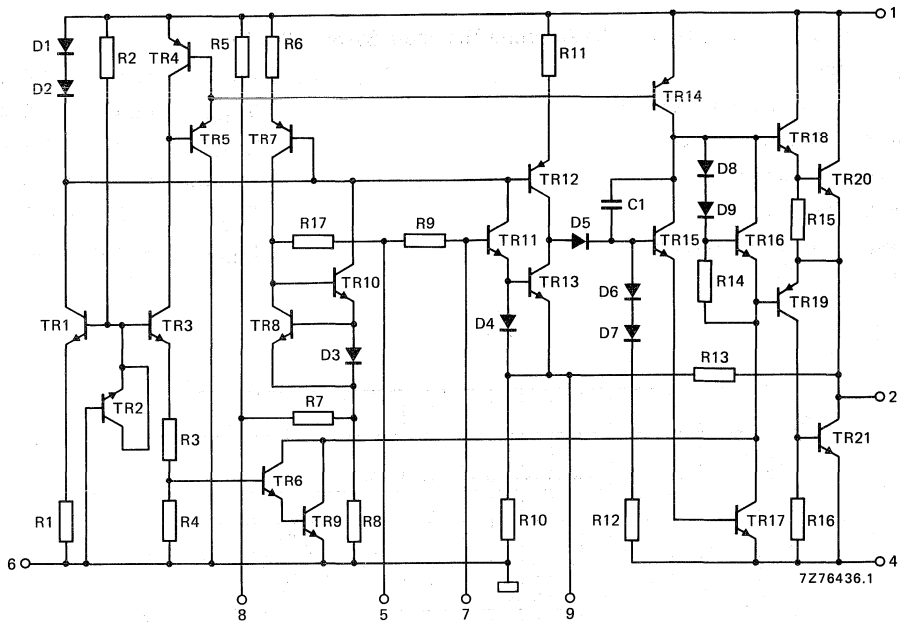 1
D1
R2
TR4
R5
R6
R11
D2
TR14
TR5
TR7
TR18
TR12
D8
TR20
C1
D9
R15
R17
R9
D5
TR11
TR15
TR16
TR10
TR13
R14
D6
TR19
TR1
TR3
TR8
D4
D7
D3
R13
TR2
R7
2
R3
TR21
TR6
R1
R4
TR9
R8
R10
R12
TR17
R16
6
4
7Z76436.1
8
5
7
9